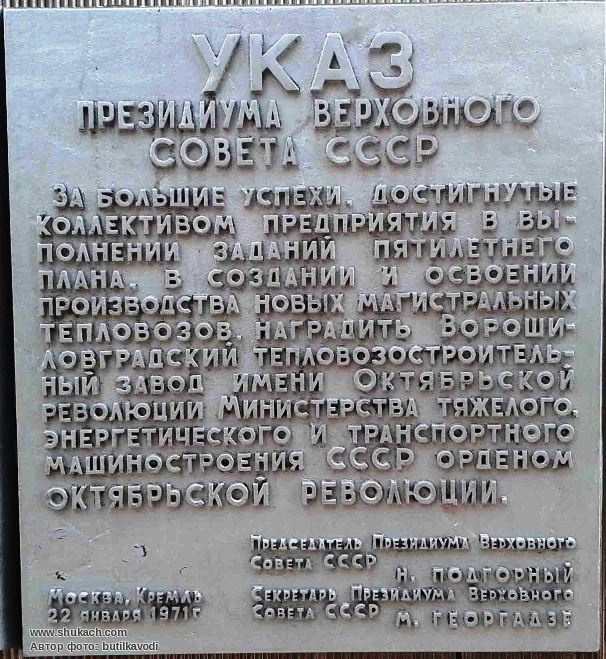 УКАЗ
ПРЕЗИДИУМА ВЕРХОВНОГО
СОВЕТА СССР
ЗА БОЛЬШИЕ УСПЕХИ, ДОСТИГНУТЫЕ
КОЛЛЕКТИВОМ ПРЕДПРИЯТИЯ В ВЫ-
ПОЛНЕНИИ ЗАДАНИЙ ПЯТИЛЕТНЕГО
ПЛАНА, В СОЗДАНИИ И ОСВОЕНИИ
ПРОИЗВОДСТВА НОВЫХ МАГИСТРАЛЬНЫХ
ТЕПЛОВОЗОВ, НАГРАДИТЬ ВОРОШИ-
ЛОВГРАДСКИЙ ТЕПЛОВОЗОСТРОИТЕЛЬ-
НЫЙ ЗАВОД ИМЕНИ ОКТЯБРЬСКОЙ
РЕВОЛЮЦИИ МИНИСТЕРСТВА ТЯЖЕЛОГО,
ЭНЕРГЕТИЧЕСКОГО И ТРАНСПОРТНОГО
МАШИНОСТРОЕНИЯ СССР ОРДЕНОМ
ОКТЯБРЬСКОЙ РЕВОЛЮЦИИ.
ПРЕДСЕДАТЕЛЬ ПРЕЗИДИУМА ВЕРХОВНОГО
СОВЕТА СССР
Н. ПОДГОРНЫЙ
МОСКВА, КРЕМЛЬ
22 ЯНВАРЯ 1971г
СЕКРЕТАРЬ ПРЕЗИДИУМА ВЕРХОВНОГО
СОВЕТА СССР М. ГЕОРГАДЗЕ
www.shukach.com
Автор фото: butilkavodi